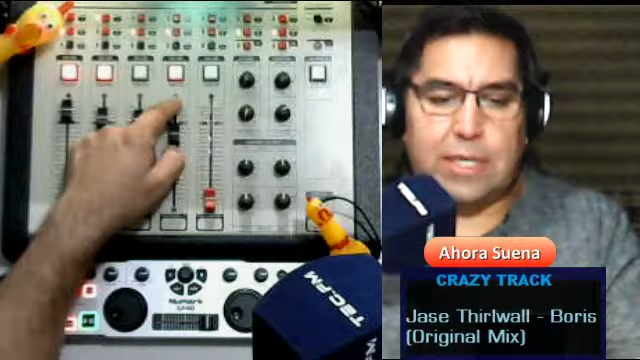 Numark
TEC.FM
Ahora Suena
CRAZY TRACK
Jase Thirlwall - Boris
(Original Mix)